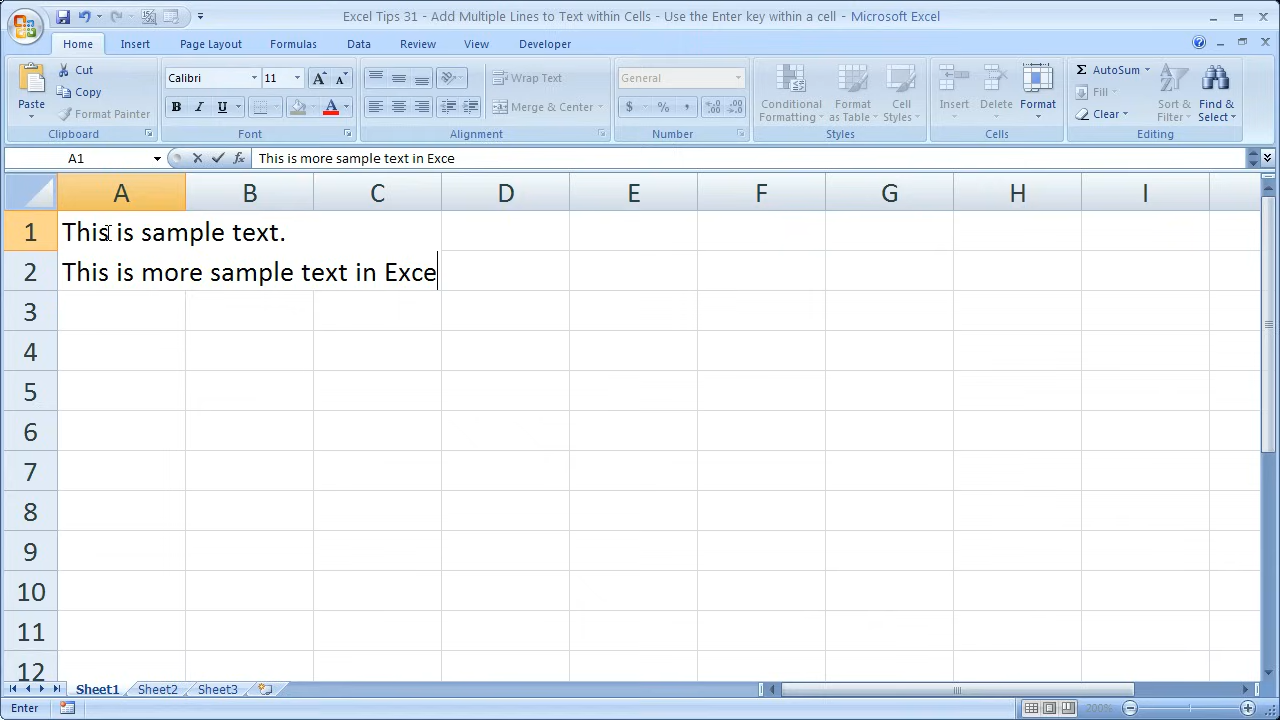 Excel Tips 31 - Add Multiple Lines to Text within Cells - Use the Enter key within a cell - Microsoft Excel
Home Insert Page Layout Formulas Data Review View Developer
Paste
Cut
Copy
Format Painter
Clipboard
Calibri 11
B I U
Font
Wrap Text
Merge & Center
Alignment
General
$ % ,
Number
Conditional Formatting
Format as Table
Cell Styles
Styles
Insert Delete Format
Cells
Σ AutoSum
Fill
Clear
Sort & Filter
Find & Select
Editing
A1 fx This is more sample text in Exce
A B C D E F G H I
1 This is sample text.
2 This is more sample text in Exce
3
4
5
6
7
8
9
10
11
12
Sheet1 Sheet2 Sheet3
Enter 200%